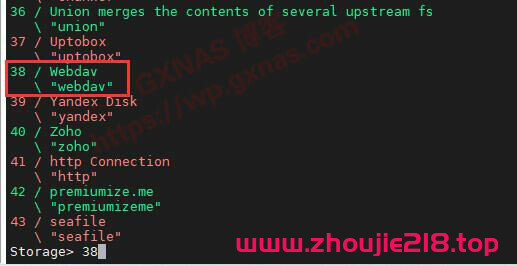 36 / Union merges the contents of several upstream fs
\ "union"
37 / Uptobox
\ "uptobox"
38 / Webdav
\ "webdav"
39 / Yandex Disk
\ "yandex"
40 / Zoho
\ "zoho"
41 / http Connection
\ "http"
42 / premiumize.me
\ "premiumizeme"
43 / seafile
\ "seafile"
Storage> 38
GXNAS 博客
https://wp.gxnas.com
www.zhoujie218.top